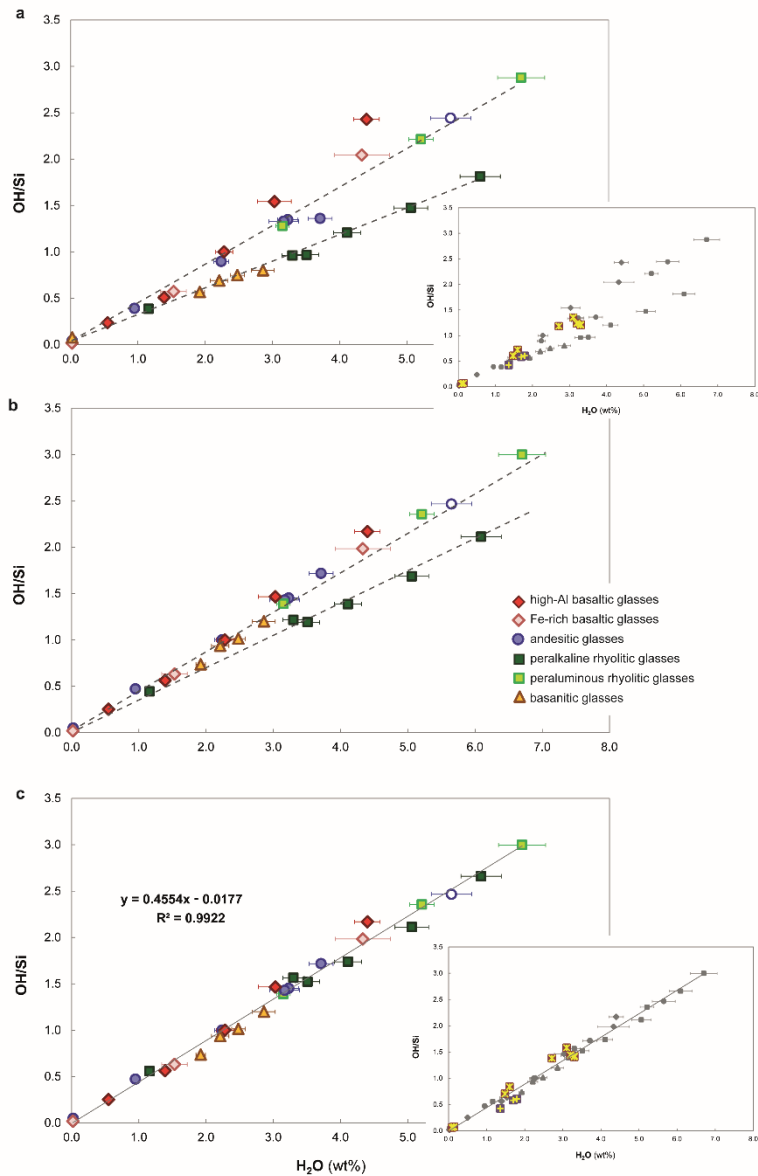 a
3.5
3.0
2.5
2.0
1.5
1.0
0.5
0.0
OH/Si
0.0 1.0 2.0 3.0 4.0 5.0
3.5
3.0
2.5
2.0
1.5
1.0
0.5
0.0
OH/Si
0.0 1.0 2.0 3.0 4.0 5.0 6.0 7.0 8.0
H2O (wt%)
b
3.5
3.0
2.5
2.0
1.5
1.0
0.5
0.0
OH/Si
high-Al basaltic glasses
Fe-rich basaltic glasses
andesitic glasses
peralkaline rhyolitic glasses
peraluminous rhyolitic glasses
basanitic glasses
0.0 1.0 2.0 3.0 4.0 5.0 6.0 7.0 8.0
c
3.5
3.0
2.5
2.0
1.5
1.0
0.5
0.0
OH/Si
y = 0.4554x - 0.0177
R² = 0.9922
0.0 1.0 2.0 3.0 4.0 5.0
H2O (wt%)
3.5
3.0
2.5
2.0
1.5
1.0
0.5
0.0
OH/Si
0.0 1.0 2.0 3.0 4.0 5.0 6.0 7.0 8.0
H2O (wt%)